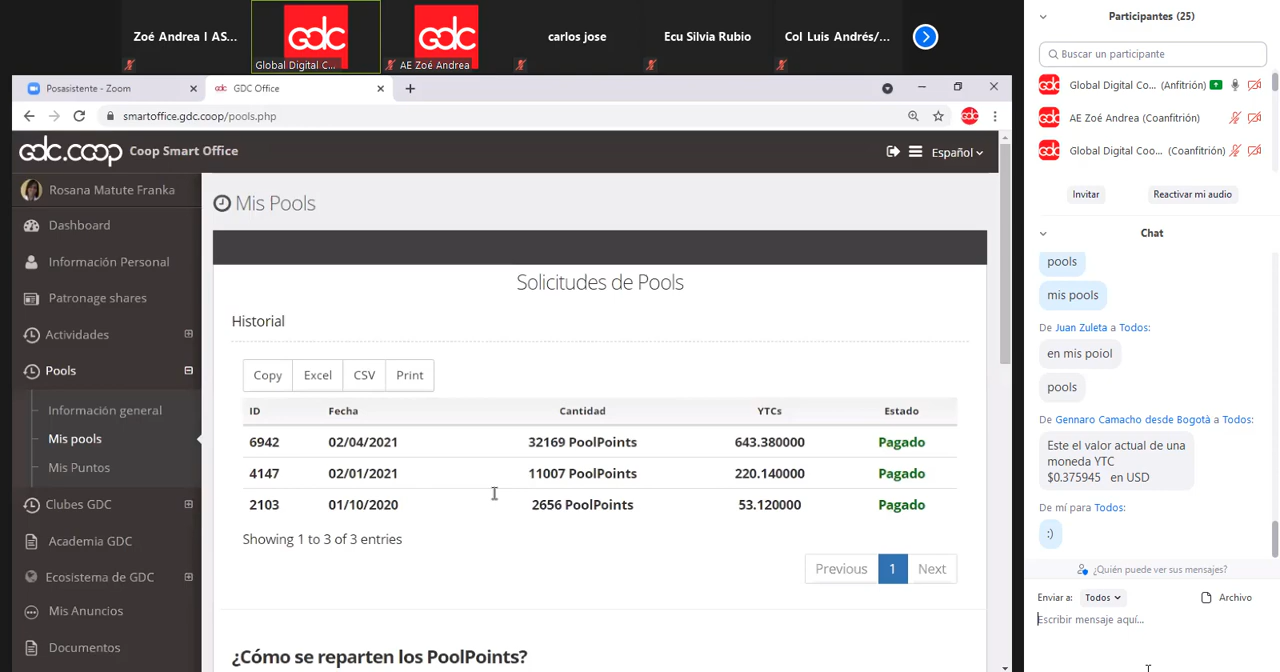 Zoé Andrea I AS...
gdc
Global Digital C...
gdc
AE Zoé Andrea
carlos jose
Ecu Silvia Rubio
Col Luis Andrés/...
Posasistente - Zoom
gdc GDC Office
smartoffice.gdc.coop/pools.php
gdc
gdc.coop Coop Smart Office
Español
Rosana Matute Franka
Dashboard
Información Personal
Patronage shares
Actividades
Pools
Información general
Mis pools
Mis Puntos
Clubes GDC
Academia GDC
Ecosistema de GDC
Mis Anuncios
Documentos
Mis Pools
Solicitudes de Pools
Historial
Copy Excel CSV Print
ID Fecha Cantidad YTCs Estado
6942 02/04/2021 32169 PoolPoints 643.380000 Pagado
4147 02/01/2021 11007 PoolPoints 220.140000 Pagado
2103 01/10/2020 2656 PoolPoints 53.120000 Pagado
Showing 1 to 3 of 3 entries
Previous 1 Next
¿Cómo se reparten los PoolPoints?
Participantes (25)
Buscar un participante
gdc Global Digital Co... (Anfitrión)
gdc AE Zoé Andrea (Coanfitrión)
gdc Global Digital Coo... (Coanfitrión)
Invitar Reactivar mi audio
Chat
pools
mis pools
De Juan Zuleta a Todos:
en mis poiol
pools
De Gennaro Camacho desde Bogotà a Todos:
Este el valor actual de una
moneda YTC
$0.375945 en USD
De mí para Todos:
:)
¿Quién puede ver sus mensajes?
Enviar a: Todos Archivo
Escribir mensaje aquí...